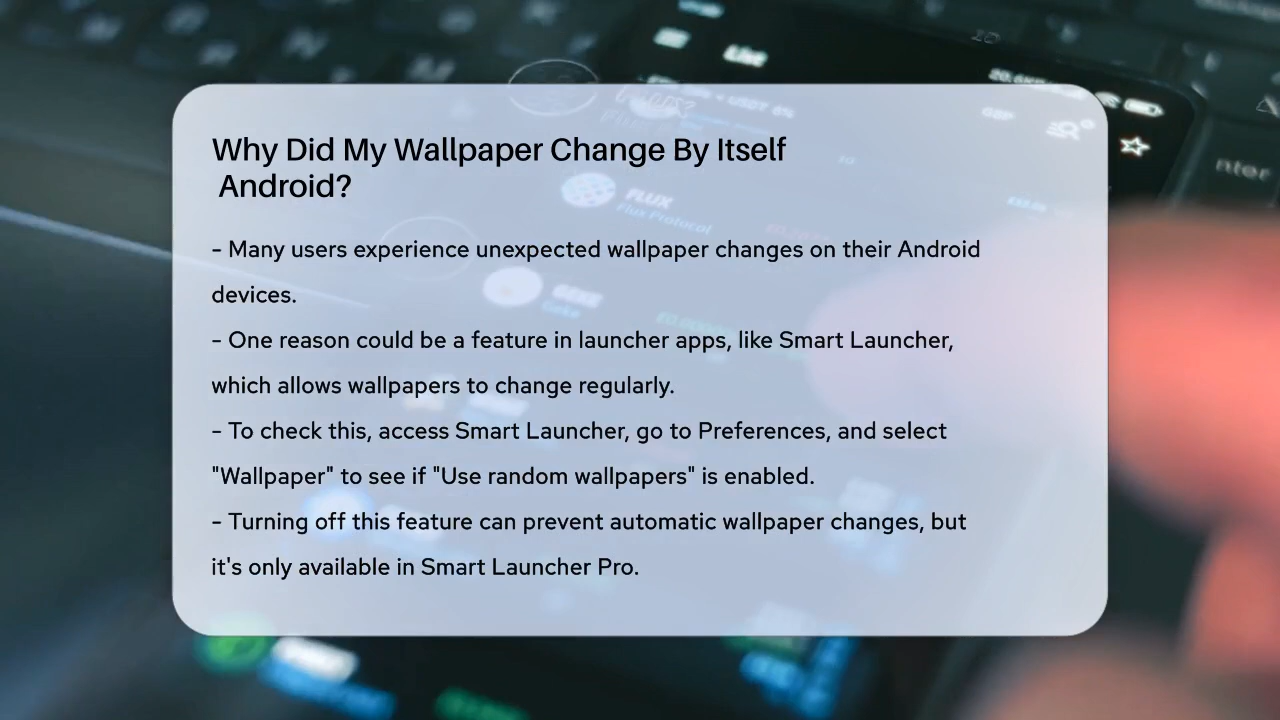 Why Did My Wallpaper Change By Itself
Android?
- Many users experience unexpected wallpaper changes on their Android
devices.
- One reason could be a feature in launcher apps, like Smart Launcher,
which allows wallpapers to change regularly.
- To check this, access Smart Launcher, go to Preferences, and select
"Wallpaper" to see if "Use random wallpapers" is enabled.
- Turning off this feature can prevent automatic wallpaper changes, but
it's only available in Smart Launcher Pro.
FLUX
Flux Protocol